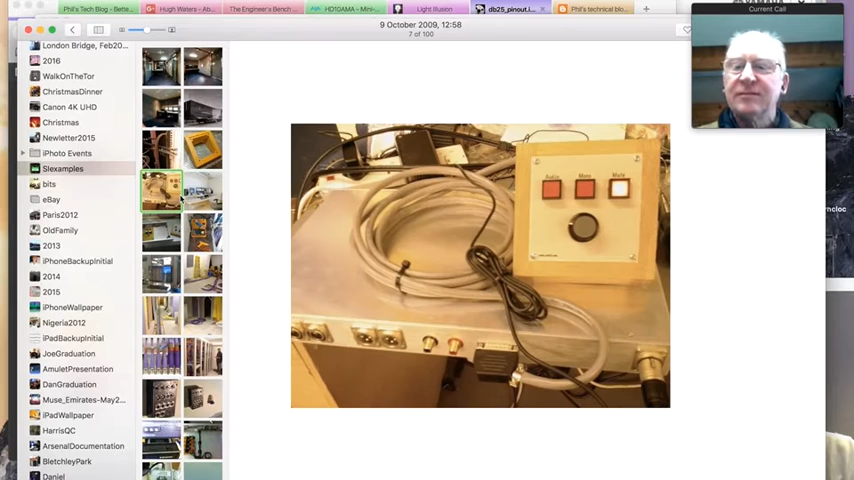 Phil's Tech Blog - Bette...
Hugh Waters - Ab...
The Engineer's Bench
HD10AMA - Mini-...
Light Illusion
db25_pinout.i...
Phil's technical blo...
Current Call
9 October 2009, 12:58
7 of 100
London Bridge, Feb20...
2016
WalkOnTheTor
ChristmasDinner
Canon 4K UHD
Christmas
Newletter2015
iPhoto Events
SIexamples
bits
eBay
Paris2012
OldFamily
2013
iPhoneBackupInitial
2014
2015
iPhoneWallpaper
Nigeria2012
iPadBackupInitial
JoeGraduation
AmuletPresentation
DanGraduation
Muse_Emirates-May2...
iPadWallpaper
HarrisQC
ArsenalDocumentation
BletchleyPark
Daniel
Mono
Mute